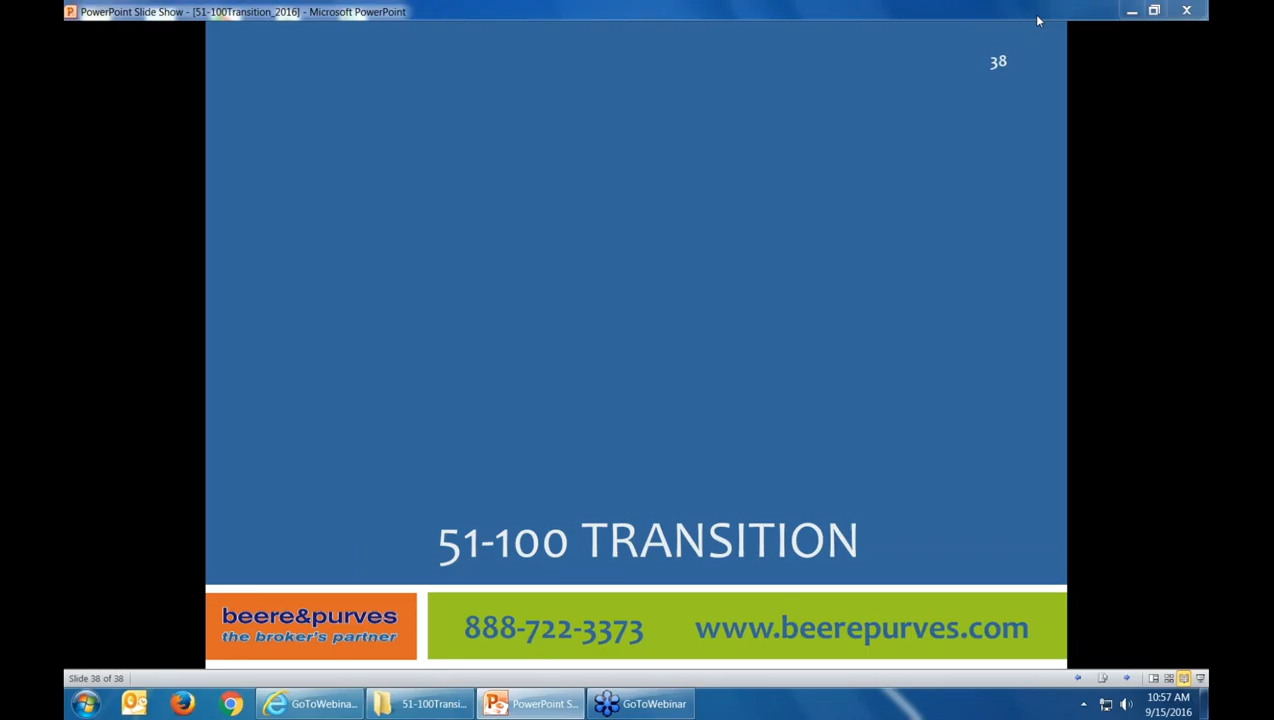 PowerPoint Slide Show - [51-100Transition_2016] - Microsoft PowerPoint
38
51-100 TRANSITION
beere&purves
the broker's partner
888-722-3373 www.beerepurves.com
Slide 38 of 38
GoToWebina... 51-100Transi... PowerPoint S... GoToWebinar
10:57 AM
9/15/2016